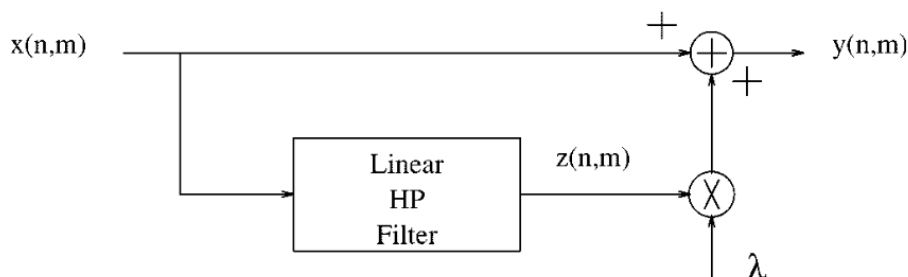 x(n,m)
+
+
y(n,m)
+
Linear
HP
Filter
z(n,m)
X
λ